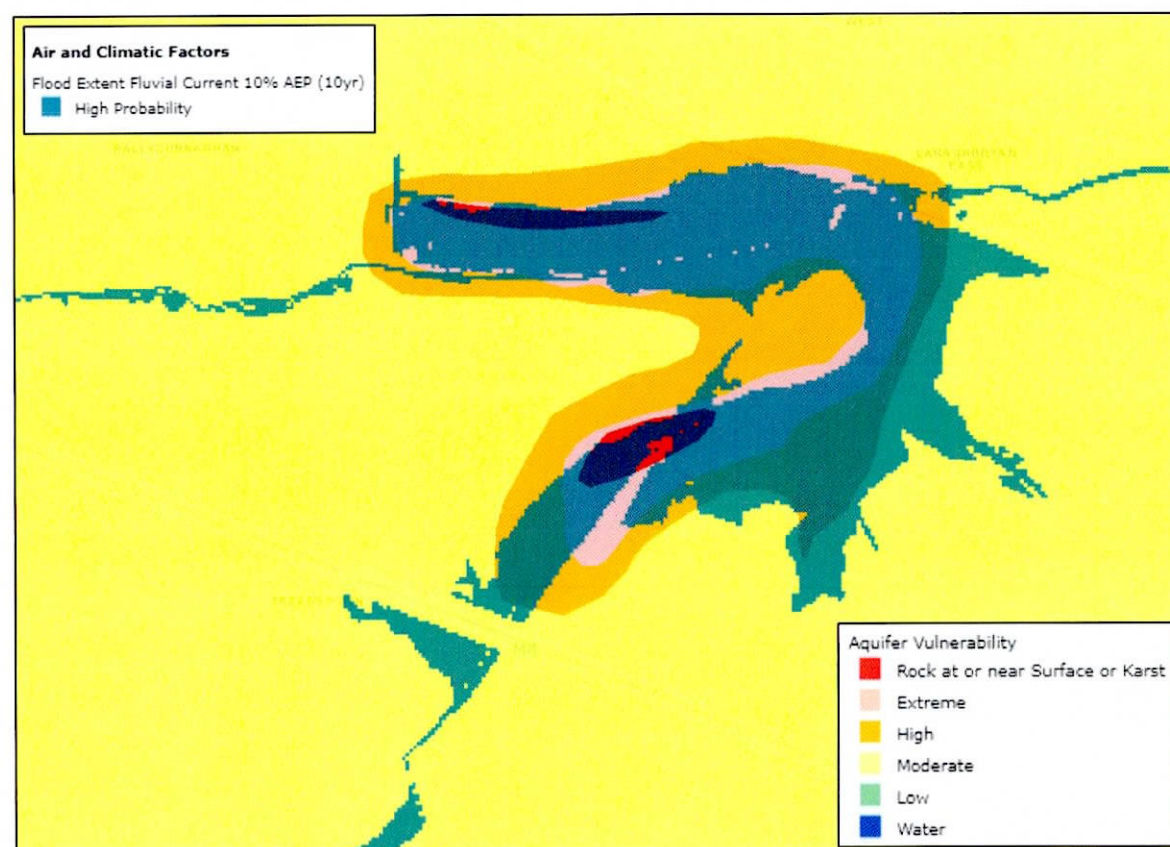 Air and Climatic Factors
Flood Extent Fluvial Current 10% AEP (10yr)
High Probability
WEST
Aquifer Vulnerability
Rock at or near Surface or Karst
Extreme
High
Moderate
Low
Water